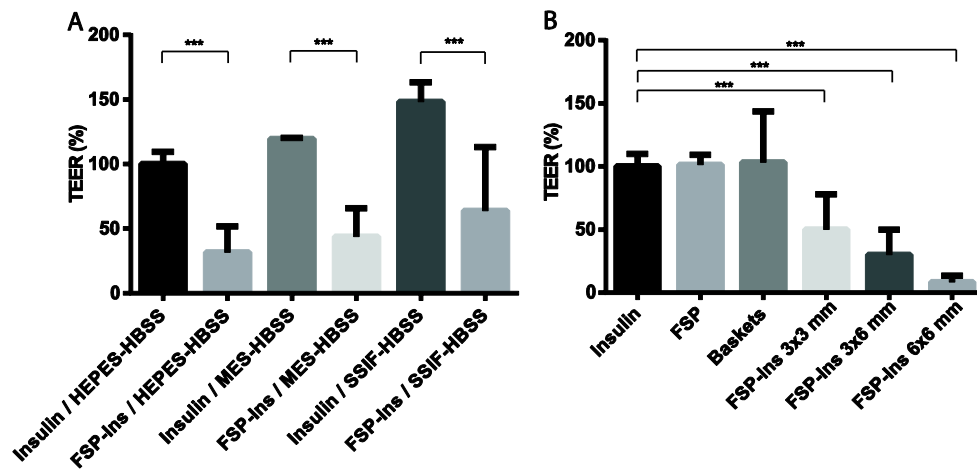 A
200
150
100
50
0
TEER (%)
***
***
***
Insulin / HEPES-HBSS
FSP-Ins / HEPES-HBSS
Insulin / MES-HBSS
FSP-Ins / MES-HBSS
Insulin / SSIF-HBSS
FSP-Ins / SSIF-HBSS
B
200
150
100
50
0
TEER (%)
***
***
***
Insulin
FSP
Baskets
FSP-Ins 3x3 mm
FSP-Ins 3x6 mm
FSP-Ins 6x6 mm